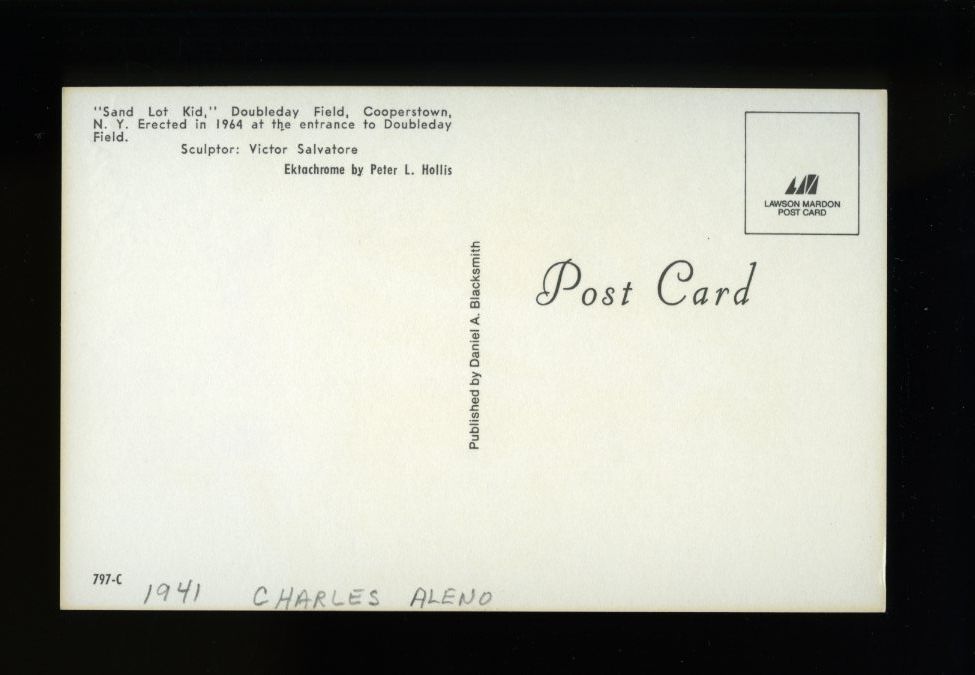 "Sand Lot Kid," Doubleday Field, Cooperstown,
N. Y. Erected in 1964 at the entrance to Doubleday
Field.
Sculptor: Victor Salvatore
Ektachrome by Peter L. Hollis
LAWSON MARDON
POST CARD
Published by Daniel A. Blacksmith
Post Card
797-C
1941 CHARLES ALENO